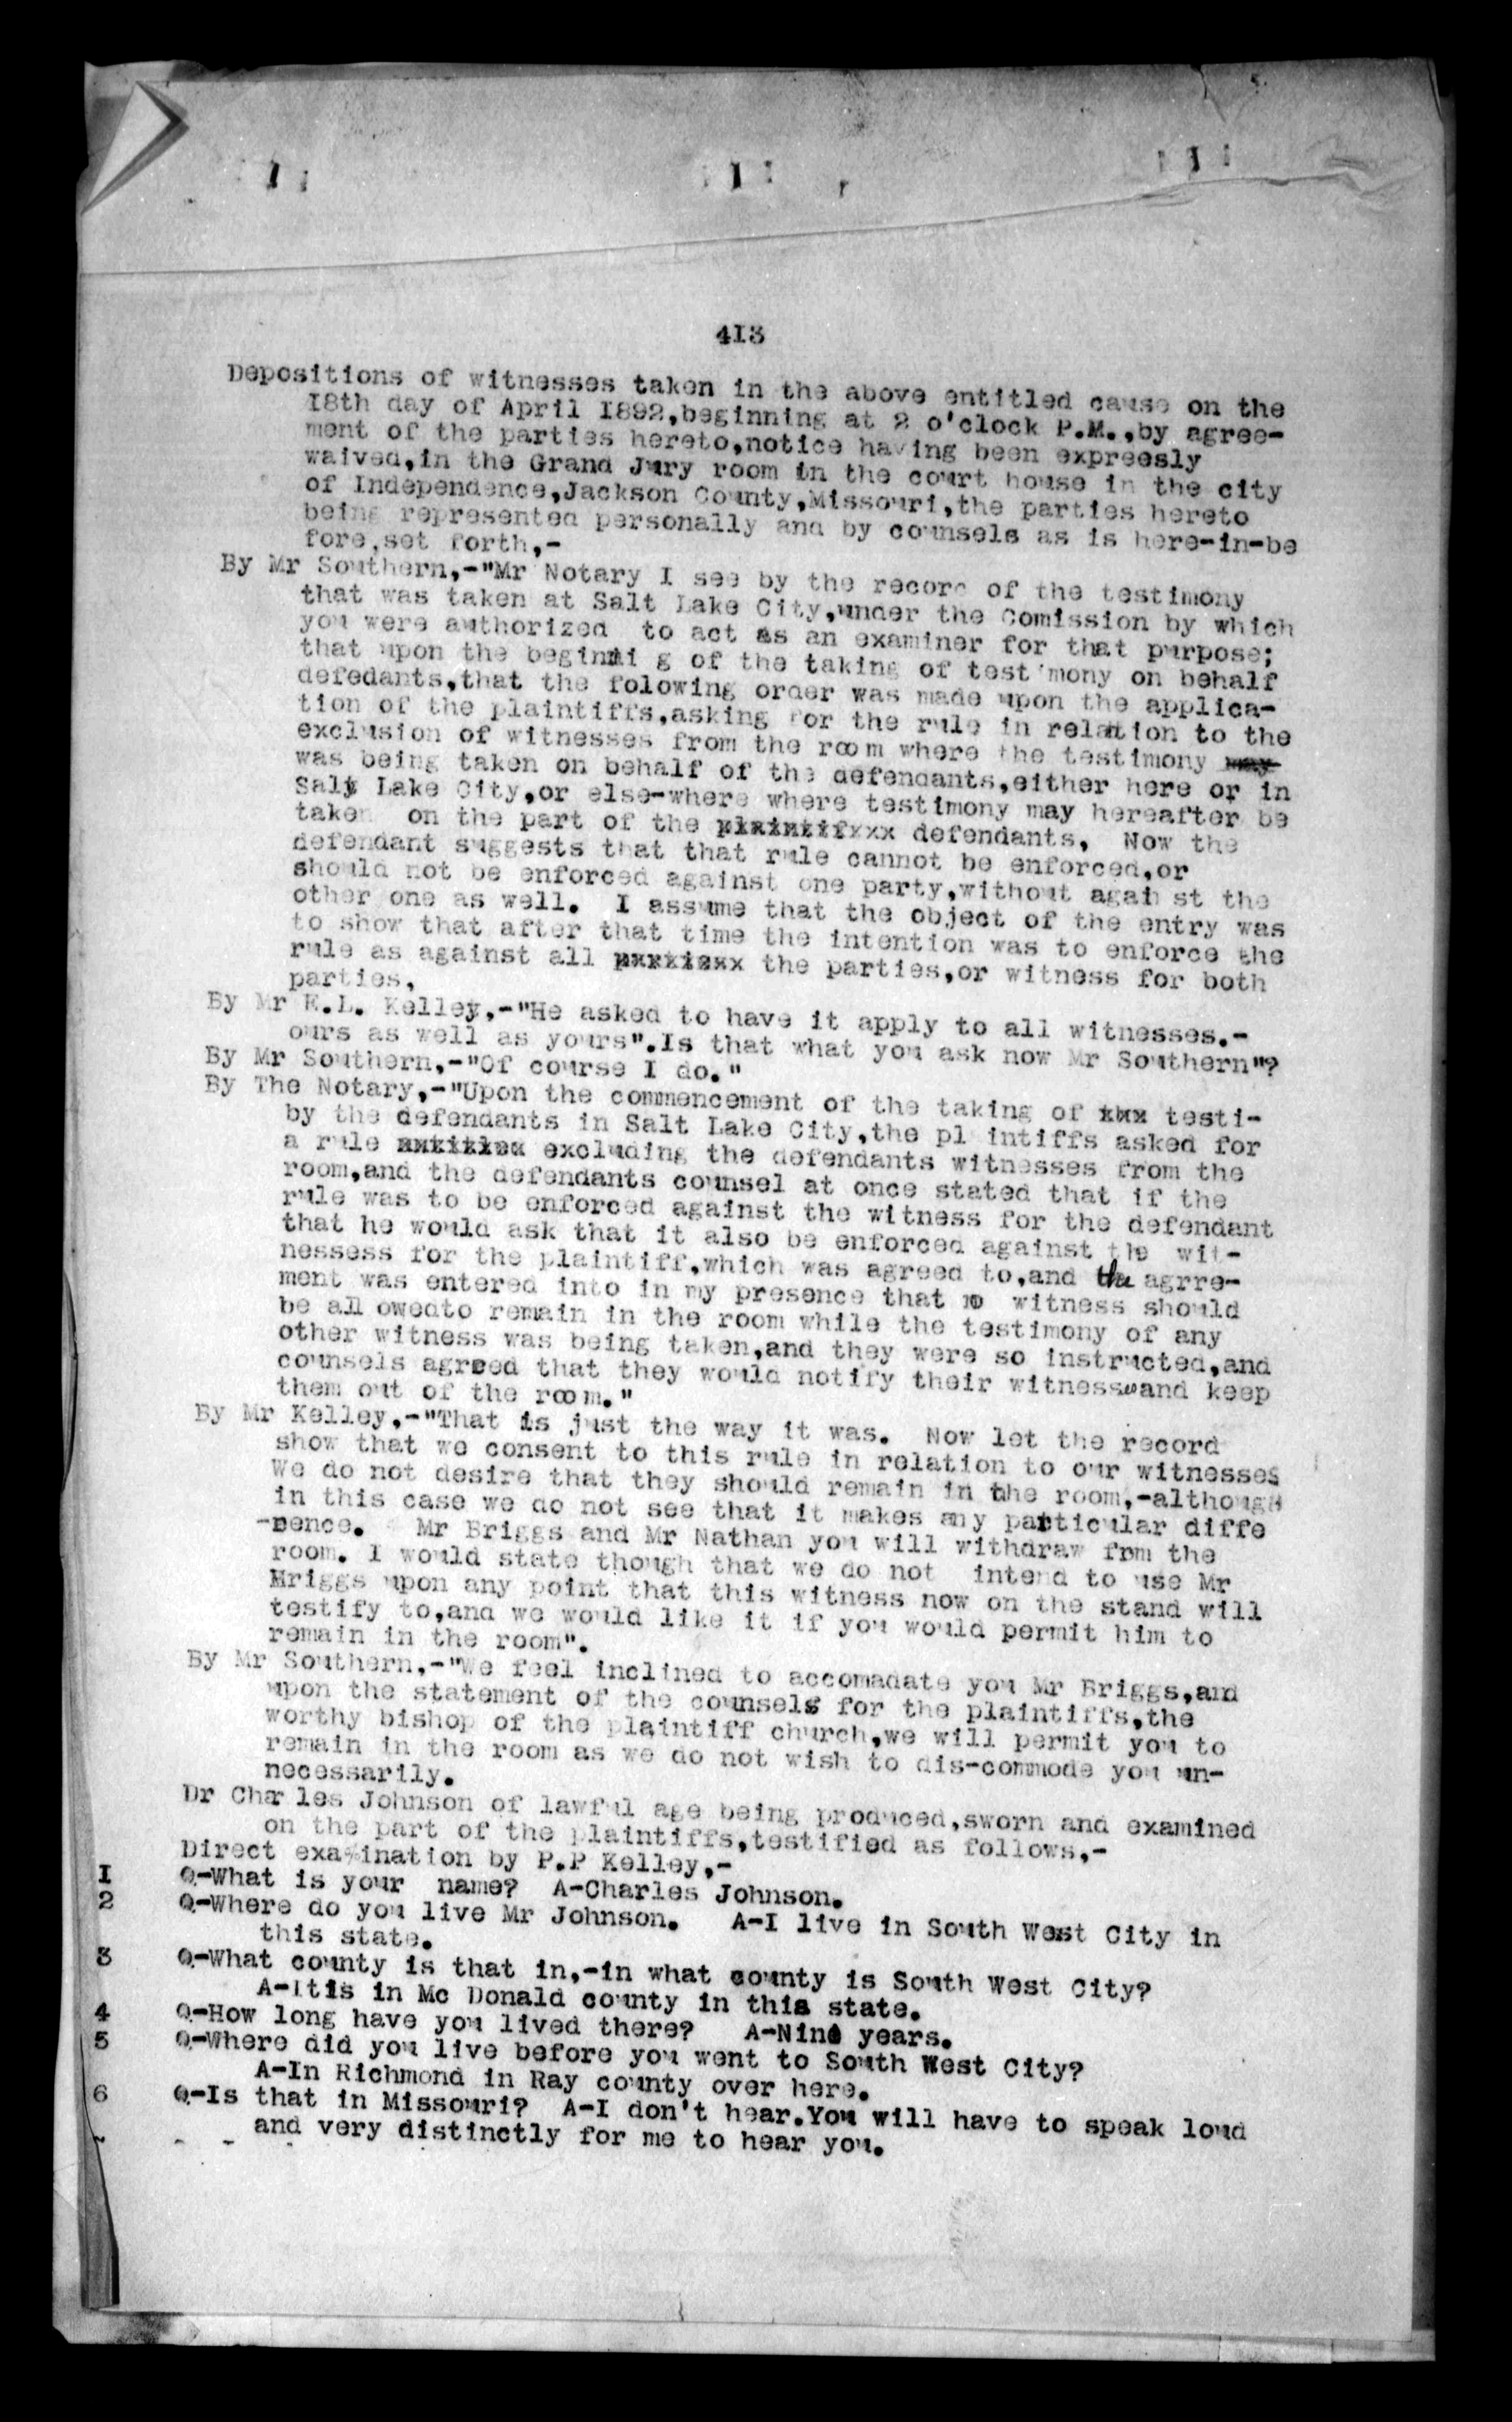 413
Depositions of witnesses taken in the above entitled cause on the
18th day of April 1892,beginning at 2 o'clock P.M.,by agree-
ment of the parties hereto,notice having been expreesly
waived,in the Grand Jury room in the court house in the city
of Independence,Jackson County,Missouri,the parties hereto
being represented personally and by counsels as is here-in-be
fore,set forth,-
By Mr Southern,-"Mr Notary I see by the record of the testimony
that was taken at Salt Lake City,under the Comission by which
you were authorized to act as an examiner for that purpose;
that upon the beginni g of the taking of test mony on behalf
defedants,that the folowing order was made upon the applica-
tion of the plaintiffs,asking for the rule in relation to the
exclusion of witnesses from the room where the testimony may
was being taken on behalf of the defendants,either here or in
Salt Lake City,or else-where where testimony may hereafter be
taken on the part of the plaintifxxx defendants, Now the
defendant suggests that that rule cannot be enforced,or
should not be enforced against one party,without agai st the
other one as well. I assume that the object of the entry was
to show that after that time the intention was to enforce the
rule as against all the parties,or witness for both
parties,
By Mr E.L. Kelley,-"He asked to have it apply to all witnesses.-
ours as well as yours".Is that what you ask now Mr Southern"?
By Mr Southern,-"Of course I do."
By The Notary,-"Upon the commencement of the taking of xxx testi-
by the defendants in Salt Lake City,the pl intiffs asked for
a rule excluding the defendants witnesses from the
room,and the defendants counsel at once stated that if the
rule was to be enforced against the witness for the defendant
that he would ask that it also be enforced against the wit-
nessess for the plaintiff,which was agreed to,and the agrre-
ment was entered into in my presence that no witness should
be all owedto remain in the room while the testimony of any
other witness was being taken,and they were so instructed,and
counsels agreed that they would notify their witness and keep
them out of the room."
By Mr Kelley,-"That is just the way it was. Now let the record
show that we consent to this rule in relation to our witnesses
We do not desire that they should remain in the room,-although
in this case we do not see that it makes any particular diffe
-rence. Mr Briggs and Mr Nathan you will withdraw frm the
room. I would state though that we do not intend to use Mr
Briggs upon any point that this witness now on the stand will
testify to,and we would like it if you would permit him to
remain in the room".
By Mr Southern,-"We feel inclined to accomadate you Mr Briggs,and
upon the statement of the counsels for the plaintiffs,the
worthy bishop of the plaintiff church,we will permit you to
remain in the room as we do not wish to dis-commode you un-
necessarily.
Dr Charles Johnson of lawful age being produced,sworn and examined
on the part of the plaintiffs,testified as follows,-
Direct examination by P.P Kelley,-
1 Q-What is your name? A-Charles Johnson.
2 Q-Where do you live Mr Johnson. A-I live in South West City in
this state.
3 Q-What county is that in,-in what county is South West City?
A-Itis in Mc Donald county in this state.
4 Q-How long have you lived there? A-Nine years.
5 Q-Where did you live before you went to South West City?
A-In Richmond in Ray county over here.
6 Q-Is that in Missouri? A-I don't hear.You will have to speak loud
and very distinctly for me to hear you.